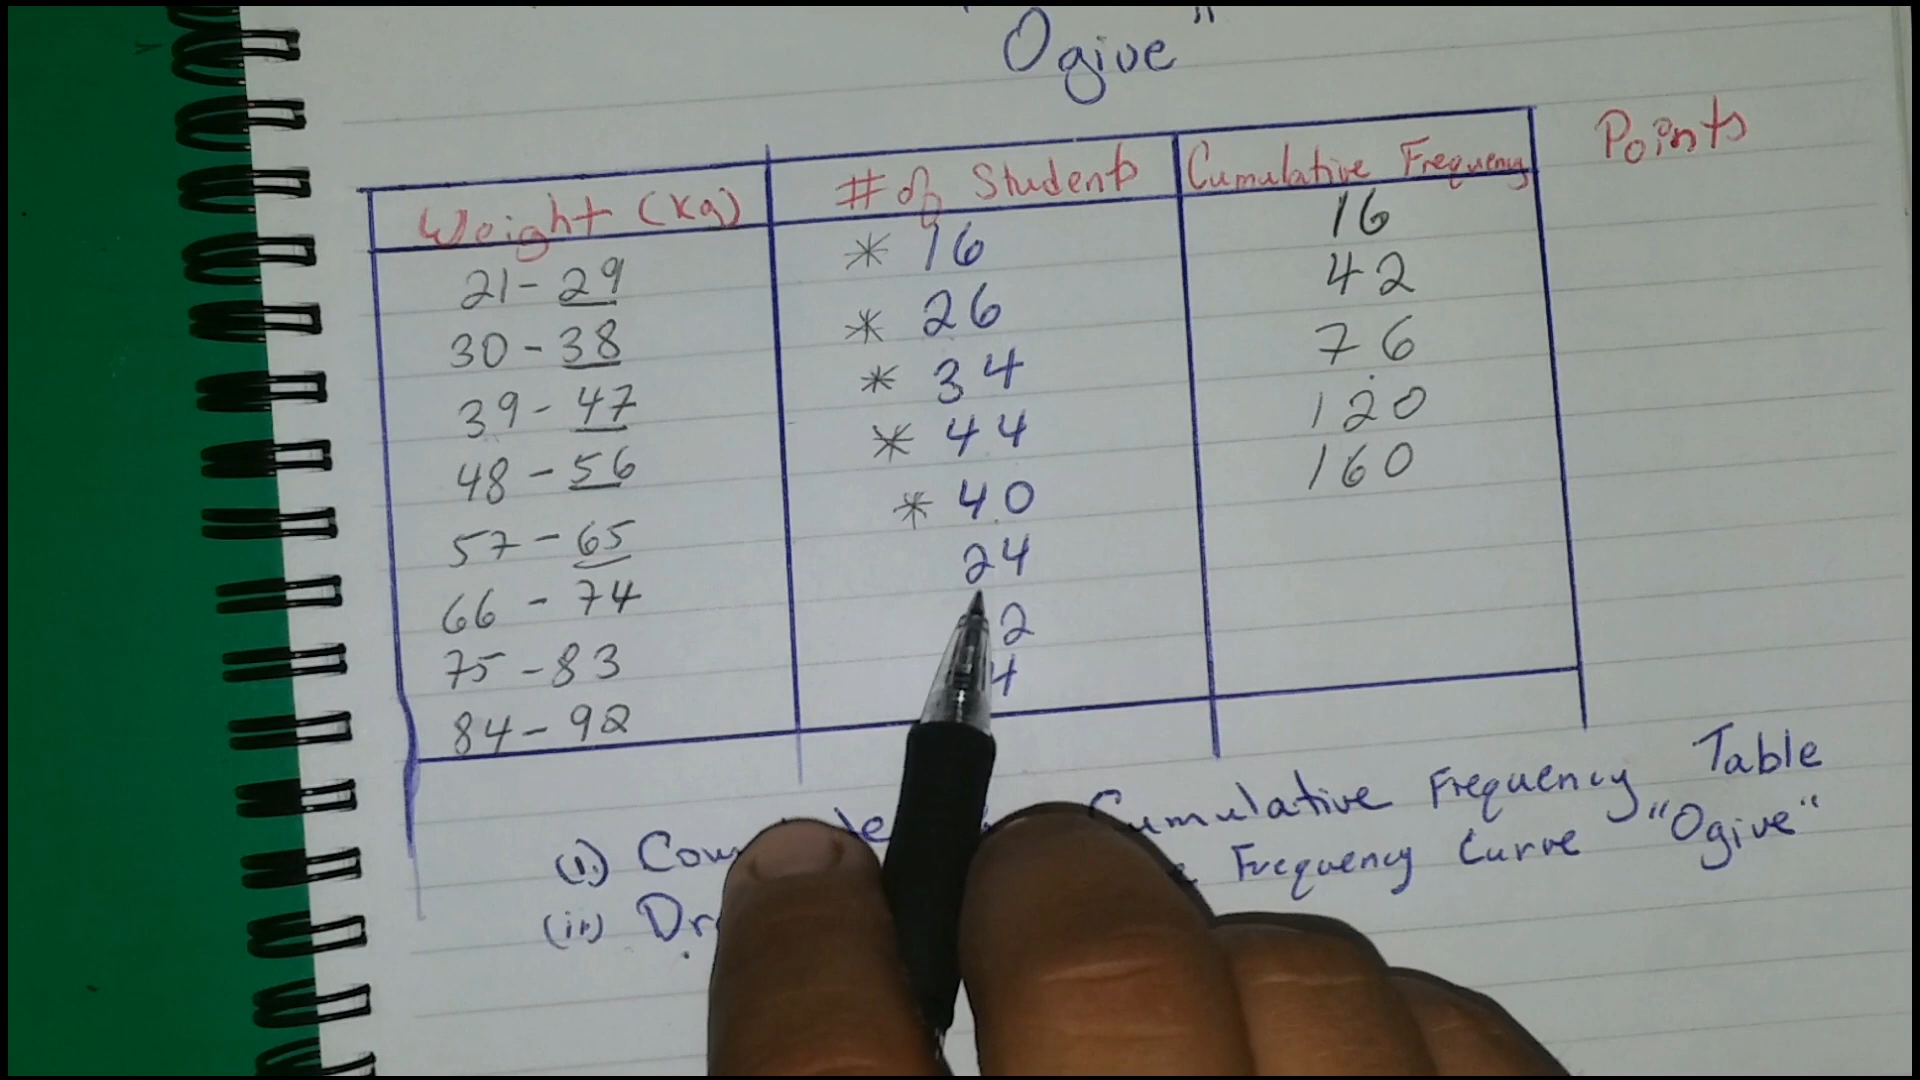 "Ogive"
Weight (Kg) # of Students Cumulative Frequency Points
21 - 29 * 16 16
30 - 38 * 26 42
39 - 47 * 34 76
48 - 56 * 44 120
57 - 65 * 40 160
66 - 74 24
75 - 83 2
84 - 92 4
(i.) Cumulative Frequency Table
(ii) Frequency Curve "Ogive"